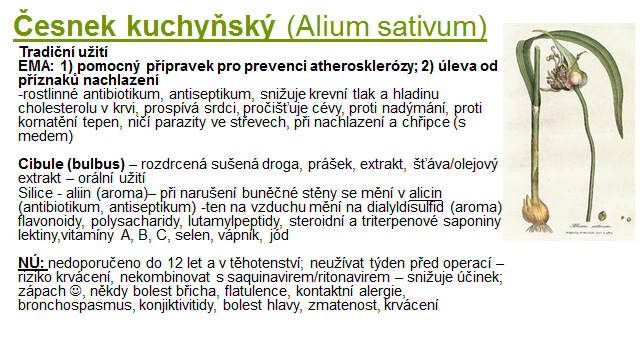 Česnek kuchyňský (Alium sativum)
Tradiční užití
EMA: 1) pomocný přípravek pro prevenci atherosklerózy; 2) úleva od
příznaků nachlazení
-rostlinné antibiotikum, antiseptikum, snižuje krevní tlak a hladinu
cholesterolu v krvi, prospívá srdci, pročišťuje cévy, proti nadýmání, proti
kornatění tepen, ničí parazity ve střevech, při nachlazení a chřipce (s
medem)
Cibule (bulbus) – rozdrcená sušená droga, prášek, extrakt, šťáva/olejový
extrakt – orální užití
Silice - aliin (aroma)– při narušení buněčné stěny se mění v alicin
(antibiotikum, antiseptikum) -ten na vzduchu mění na dialyldisulfid (aroma)
flavonoidy, polysacharidy, lutamylpeptidy, steroidní a triterpenové saponiny
lektiny,vitamíny A, B, C, selen, vápník, jód
NÚ: nedoporučeno do 12 let a v těhotenství; neužívat týden před operací –
riziko krvácení, nekombinovat s saquinavirem/ritonavirem – snižuje účinek;
zápach ☺, někdy bolest břicha, flatulence, kontaktní alergie,
bronchospasmus, konjiktivitidy, bolest hlavy, zmatenost, krvácení